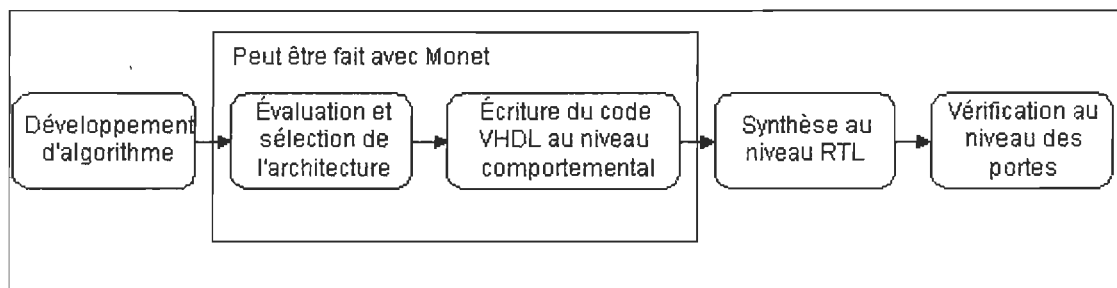 Peut être fait avec Monet
Développement
d'algorithme
Évaluation et
sélection de
l'architecture
Écriture du code
VHDL au niveau
comportemental
Synthèse au
niveau RTL
Vérification au
niveau des
portes